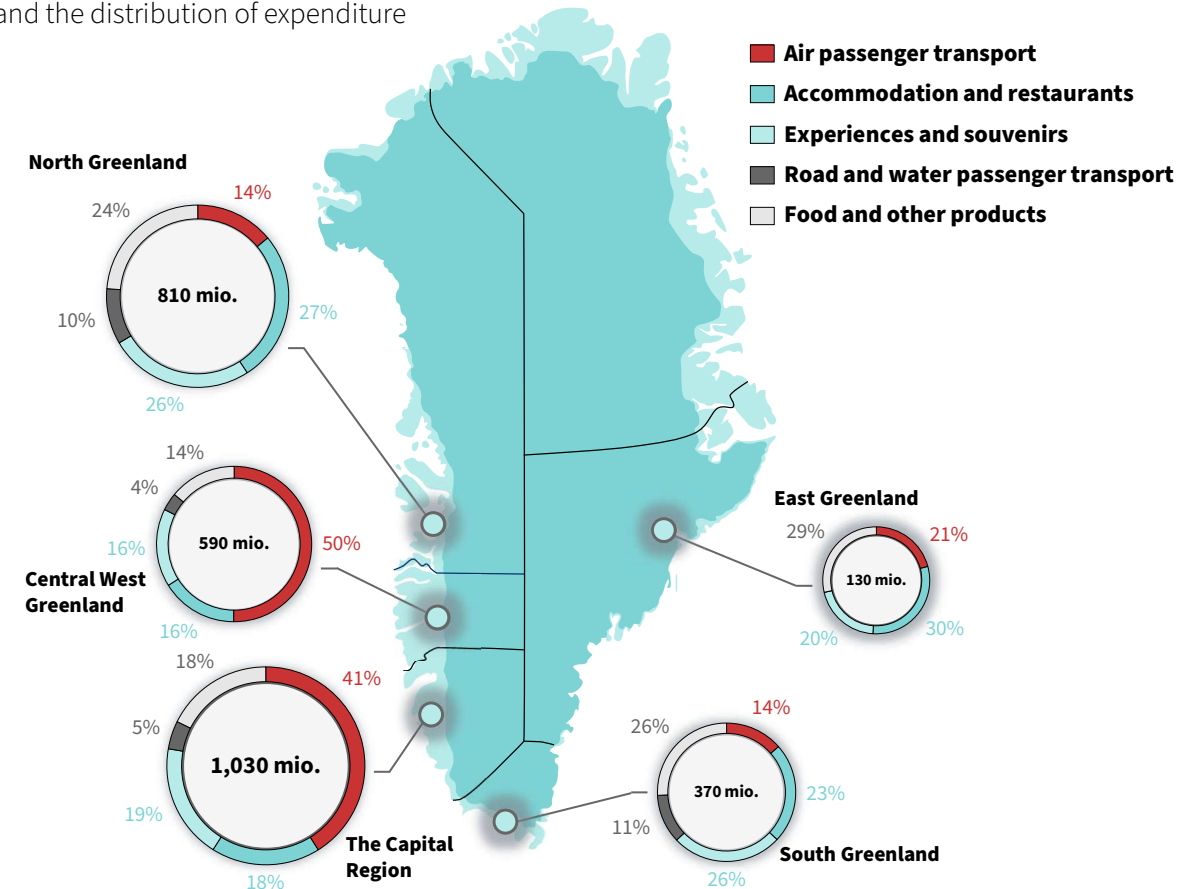 and the distribution of expenditure
Air passenger transport
Accommodation and restaurants
Experiences and souvenirs
Road and water passenger transport
Food and other products
North Greenland
14%
24%
810 mio.
27%
10%
26%
14%
4%
590 mio.
50%
16%
Central West
Greenland
16%
18%
41%
5%
1,030 mio.
19%
The Capital
Region
18%
East Greenland
29%
21%
130 mio.
20%
30%
14%
26%
370 mio.
23%
11%
South Greenland
26%